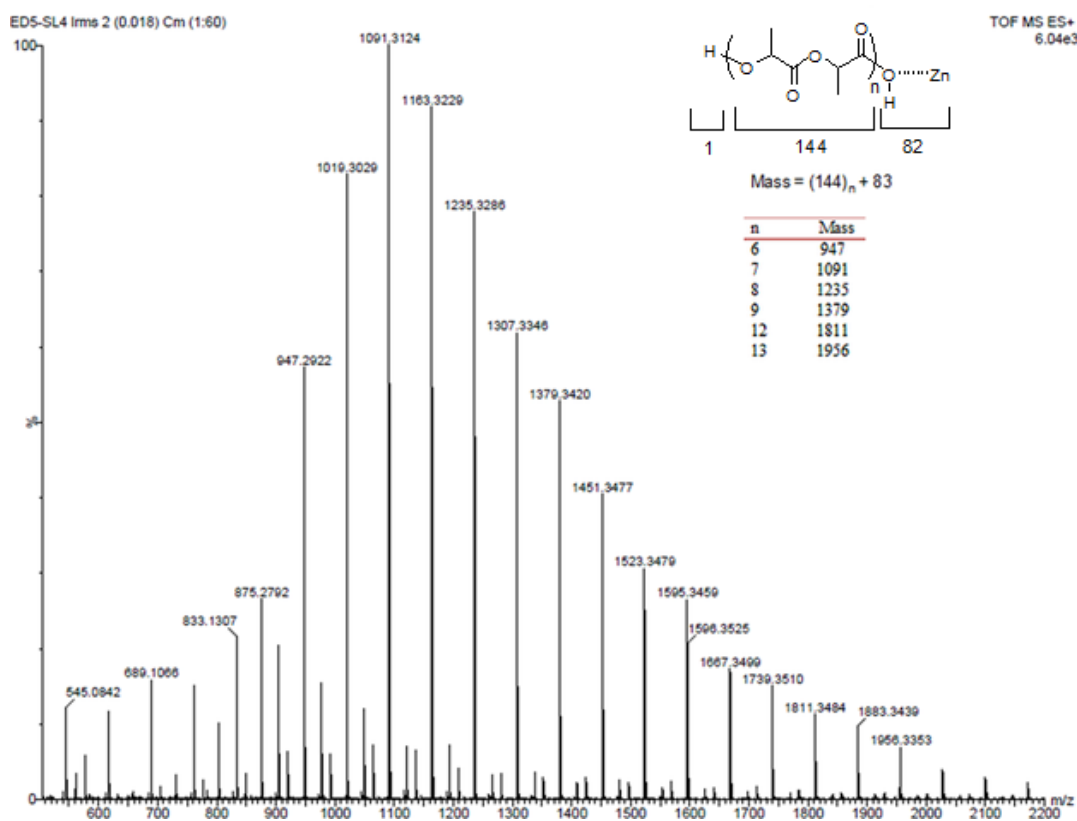 ED5-SL4 lrms 2 (0.018) Cm (1:60)
TOF MS ES+
6.04e3
100
%
0
1091.3124
1163.3229
1019.3029
1235.3286
1307.3346
947.2922
1379.3420
1451.3477
1523.3479
875.2792
1595.3459
833.1307
1596.3525
1667.3499
689.1066
1739.3510
545.0842
1811.3484
1883.3439
1956.3353
H
O
O
O
O
n
O
H
Zn
1
144
82
Mass = (144)n + 83
n Mass
6 947
7 1091
8 1235
9 1379
12 1811
13 1956
600 700 800 900 1000 1100 1200 1300 1400 1500 1600 1700 1800 1900 2000 2100 2200
m/z